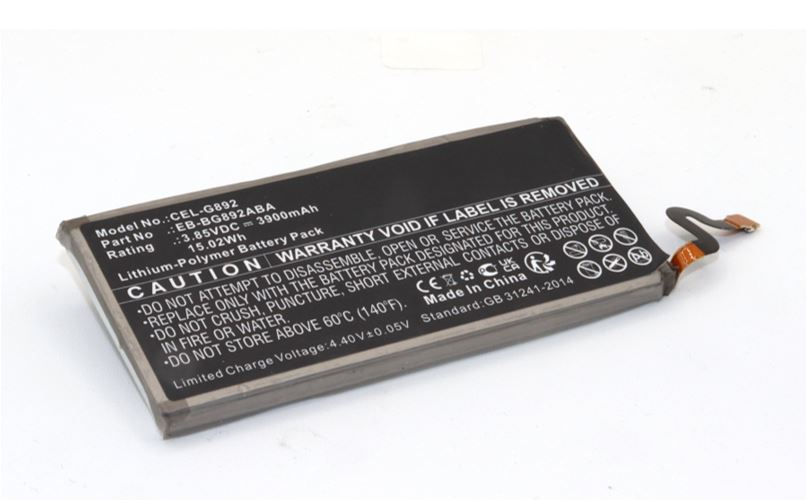 Model No.:CEL-G892
Part No :EB-BG892ABA
Rating :3.85VDC ⎓ 3900mAh
15.02Wh
Lithium-Polymer Battery Pack
CAUTION WARRANTY VOID IF LABEL IS REMOVED
•DO NOT ATTEMPT TO DISASSEMBLE, OPEN OR SERVICE BATTERY PACK.
•REPLACE ONLY WITH THE BATTERY PACK DESIGNATED FOR THIS PRODUCT.
•DO NOT CRUSH, PUNCTURE, SHORT EXTERNAL CONTACTS, OR DISPOSE
IN FIRE OR WATER.
•DO NOT STORE ABOVE 60°C (140°F).
Made in China
Limited Charge Voltage:4.40V±0.05V
Standard:GB 31241-2014